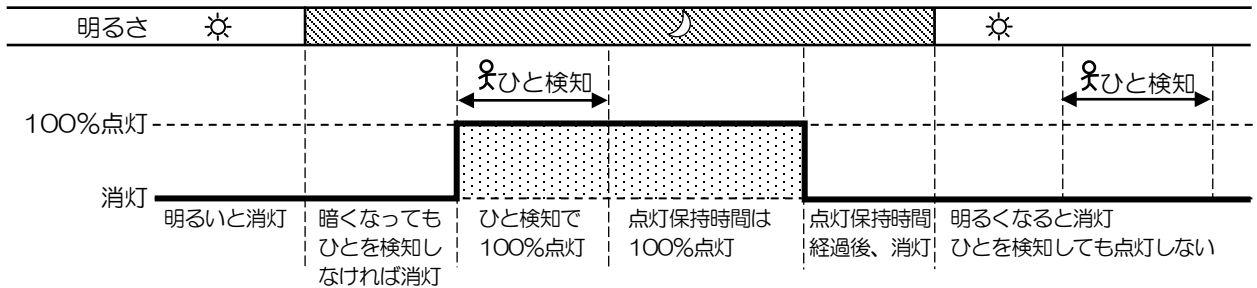 明るさ
ひと検知
ひと検知
100%点灯
消灯
明るいと消灯
暗くなっても
ひとを検知し
なければ消灯
ひと検知で
100%点灯
点灯保持時間は
100%点灯
点灯保持時間
経過後、消灯
明るくなると消灯
ひとを検知しても点灯しない